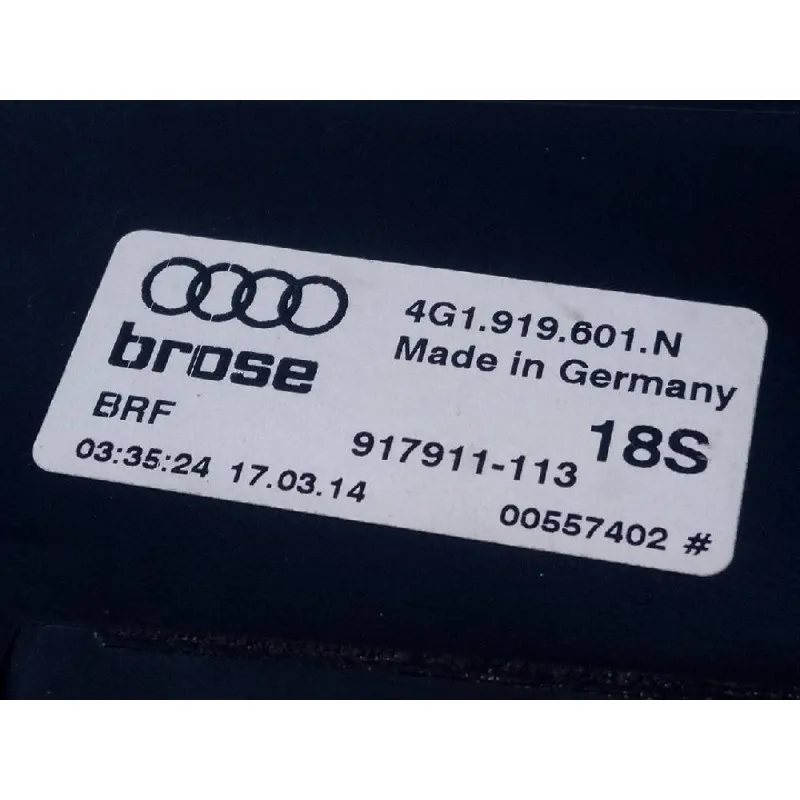 4G1.919.601.N
brose
Made in Germany
BRF
917911-113 18S
03:35:24 17.03.14
00557402 #